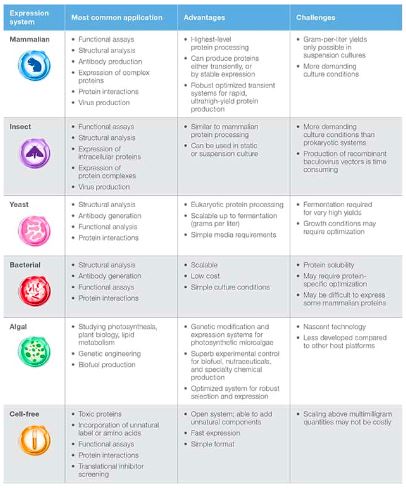 Expression system
Most common application
Advantages
Challenges
Mammalian
• Functional assays
• Structural analysis
• Antibody production
• Expression of complex
proteins
• Protein interactions
• Virus production
• Highest-level
protein processing
• Can produce proteins
either transiently, or
by stable expression
• Robust optimized transient
systems for rapid,
ultrahigh-yield protein
production
• Gram-per-liter yields
only possible in
suspension cultures
• More demanding
culture conditions
Insect
• Functional assays
• Structural analysis
• Expression of
intracellular proteins
• Expression of
protein complexes
• Virus production
• Similar to mammalian
protein processing
• Can be used in static
or suspension culture
• More demanding
culture conditions than
prokaryotic systems
• Production of recombinant
baculovirus vectors is time
consuming
Yeast
• Structural analysis
• Antibody generation
• Functional analysis
• Protein interactions
• Eukaryotic protein processing
• Scalable up to fermentation
(grams per liter)
• Simple media requirements
• Fermentation required
for very high yields
• Growth conditions may
require optimization
Bacterial
• Structural analysis
• Antibody generation
• Functional assays
• Protein interactions
• Scalable
• Low cost
• Simple culture conditions
• Protein solubility
• May require protein-
specific optimization
• May be difficult to express
some mammalian proteins
Algal
• Studying photosynthesis,
plant biology, lipid
metabolism
• Genetic engineering
• Biofuel production
• Genetic modification and
expression systems for
photosynthetic microalgae
• Superb experimental control
for biofuel, nutraceuticals,
and specialty chemical
production
• Optimized system for robust
selection and expression
• Nascent technology
• Less developed compared to
other host platforms
Cell-free
• Toxic proteins
• Incorporation of unnatural
label or amino acids
• Functional assays
• Protein interactions
• Translational inhibitor
screening
• Open system; able to add
unnatural components
• Fast expression
• Simple format
• Scaling above multimilligram
quantities may not be costly